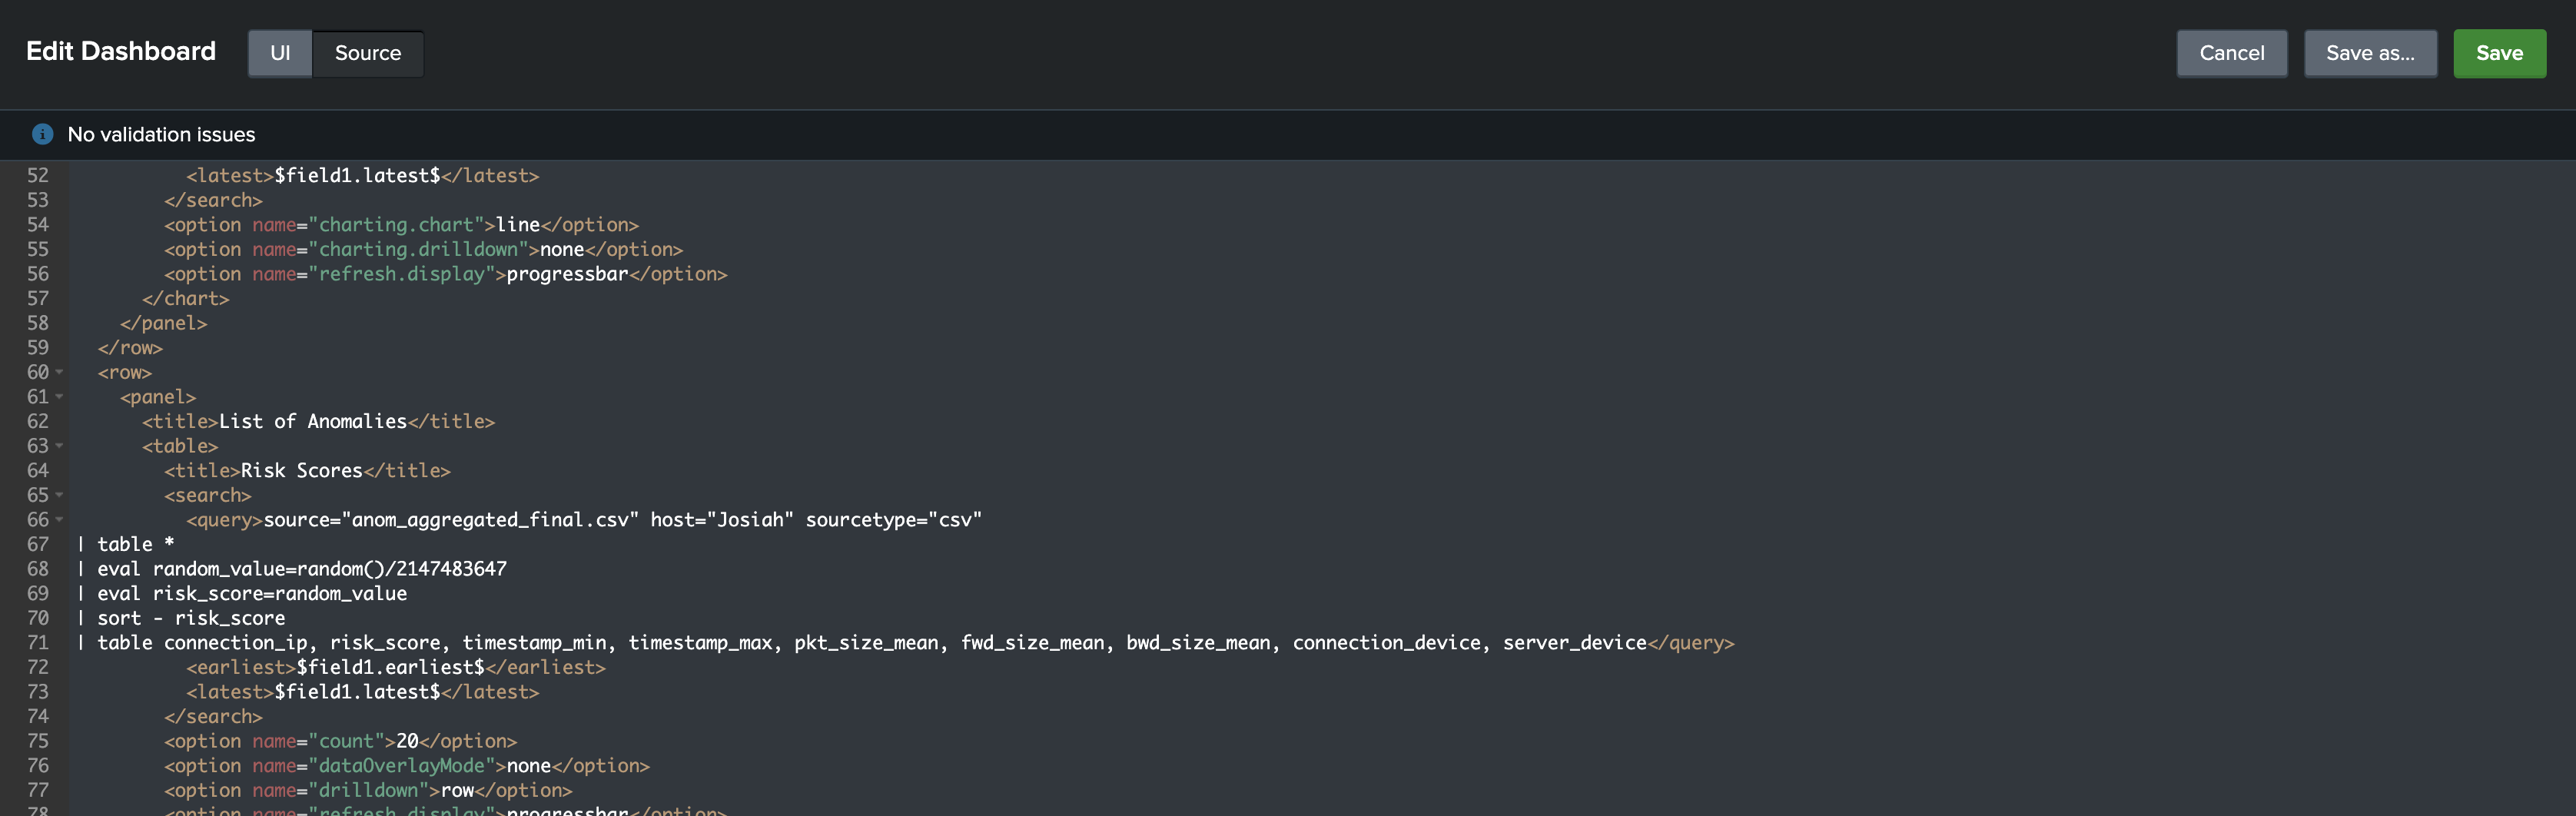 Edit Dashboard UI Source Cancel Save as... Save
No validation issues
52 <latest>$field1.latest$</latest>
53 </search>
54 <option name="charting.chart">line</option>
55 <option name="charting.drilldown">none</option>
56 <option name="refresh.display">progressbar</option>
57 </chart>
58 </panel>
59 </row>
60 <row>
61 <panel>
62 <title>List of Anomalies</title>
63 <table>
64 <title>Risk Scores</title>
65 <search>
66 <query>source="anom_aggregated_final.csv" host="Josiah" sourcetype="csv"
67 | table *
68 | eval random_value=random()/2147483647
69 | eval risk_score=random_value
70 | sort - risk_score
71 | table connection_ip, risk_score, timestamp_min, timestamp_max, pkt_size_mean, fwd_size_mean, bwd_size_mean, connection_device, server_device</query>
72 <earliest>$field1.earliest$</earliest>
73 <latest>$field1.latest$</latest>
74 </search>
75 <option name="count">20</option>
76 <option name="dataOverlayMode">none</option>
77 <option name="drilldown">row</option>
78 <option name="refresh.display">progressbar</option>